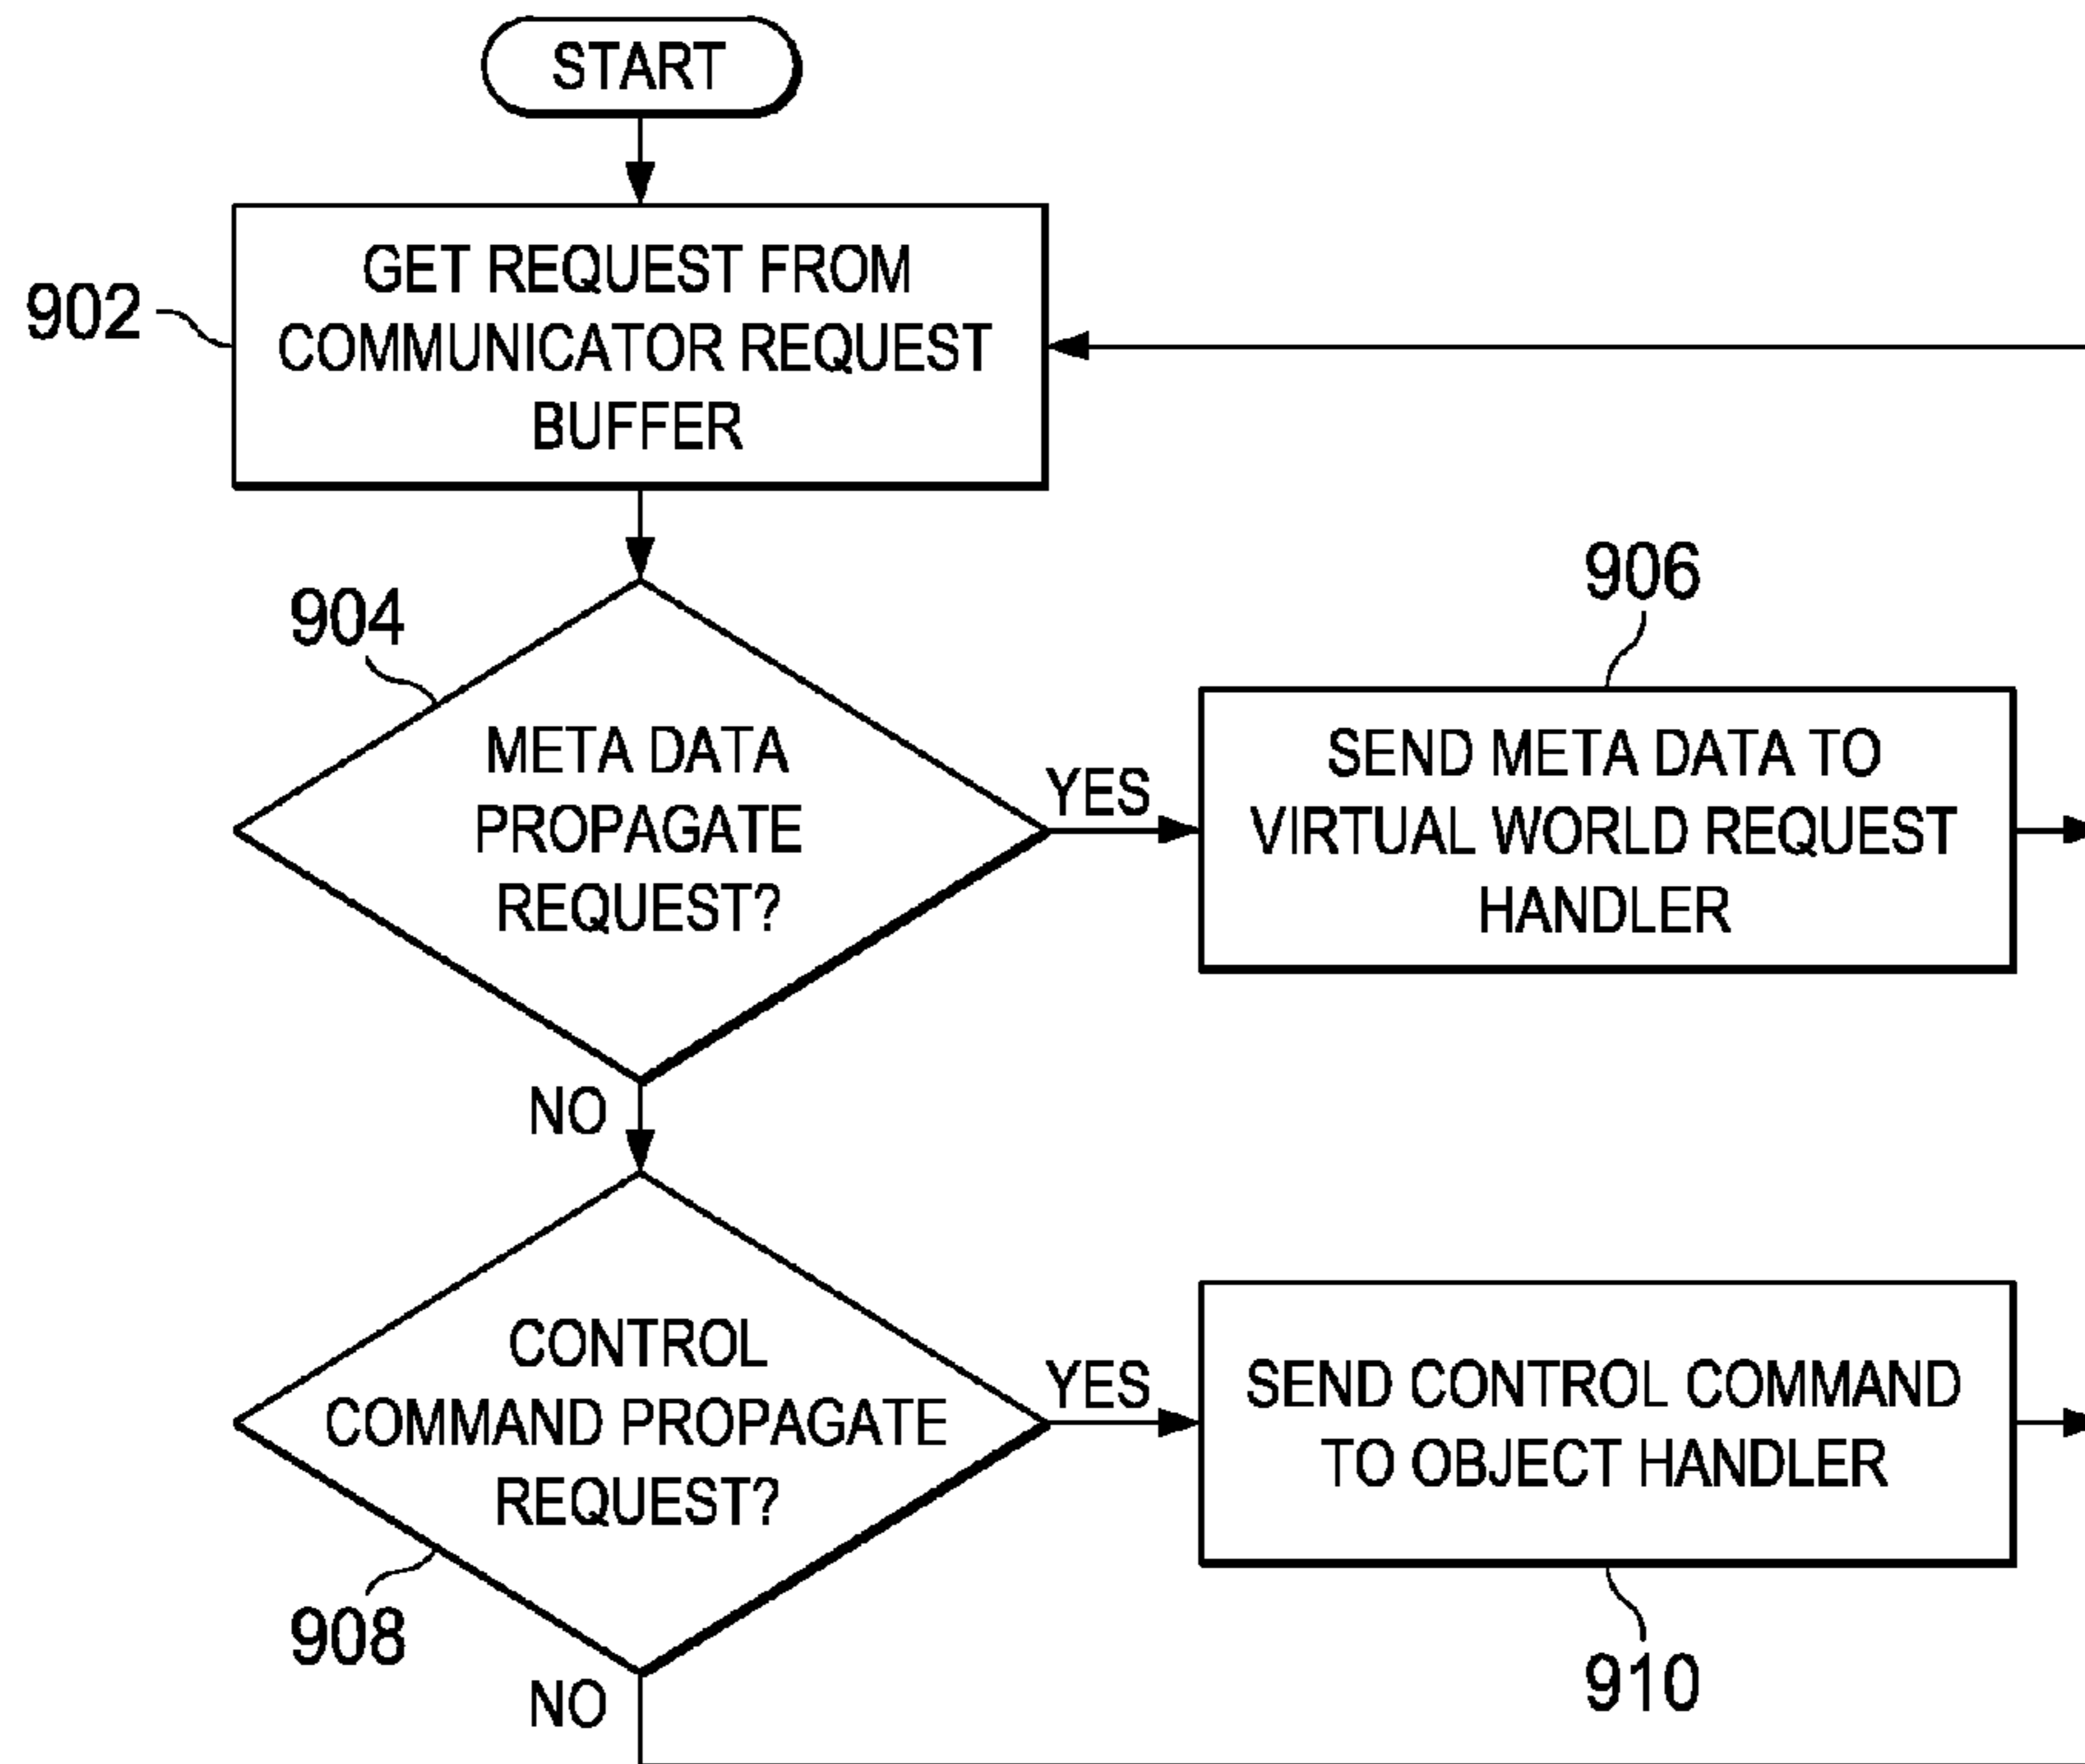 START
GET REQUEST FROM
COMMUNICATOR REQUEST
BUFFER
902
904
META DATA
PROPAGATE
REQUEST?
YES
906
SEND META DATA TO
VIRTUAL WORLD REQUEST
HANDLER
NO
CONTROL
COMMAND PROPAGATE
REQUEST?
YES
SEND CONTROL COMMAND
TO OBJECT HANDLER
908
910
NO